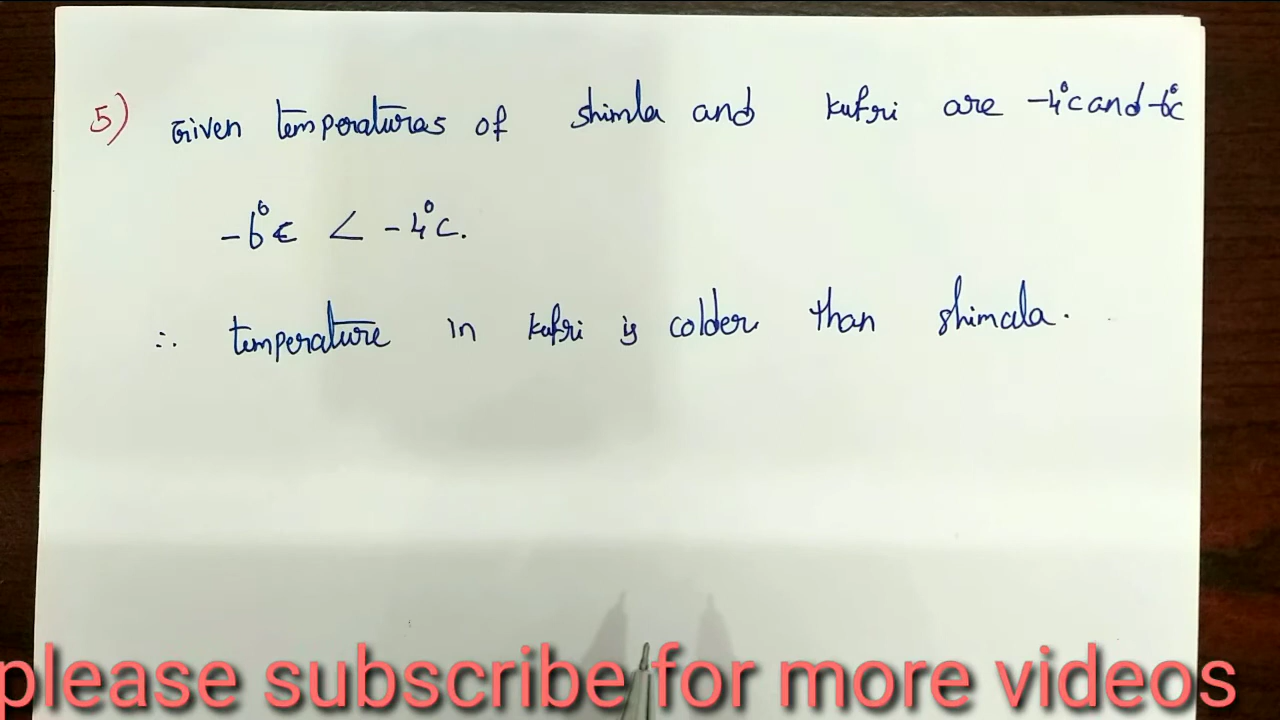 5) Given temperaturas of shimla and kufri are -4°c and -6°c
-6°c < -4°c.
∴ temperature in kufri is colder than shimala.
please subscribe for more videos